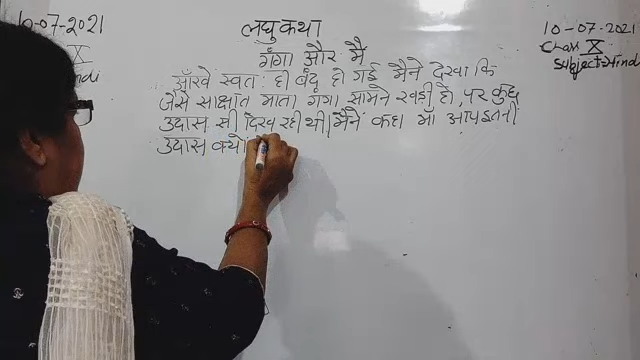 10-07-2021
X
ndi
लघु कथा
गँगा और मै
10-07-2021
Class X
Subject:-Hindi
आँखे स्वत: ही बंद हो गई मैने देखा कि
जैसे साक्षात माता गंगा सामने खड़ी हो, पर कुछ
उदास सी दिख रही थी। मैने कहा माँ आप इतनी
उदास क्यो